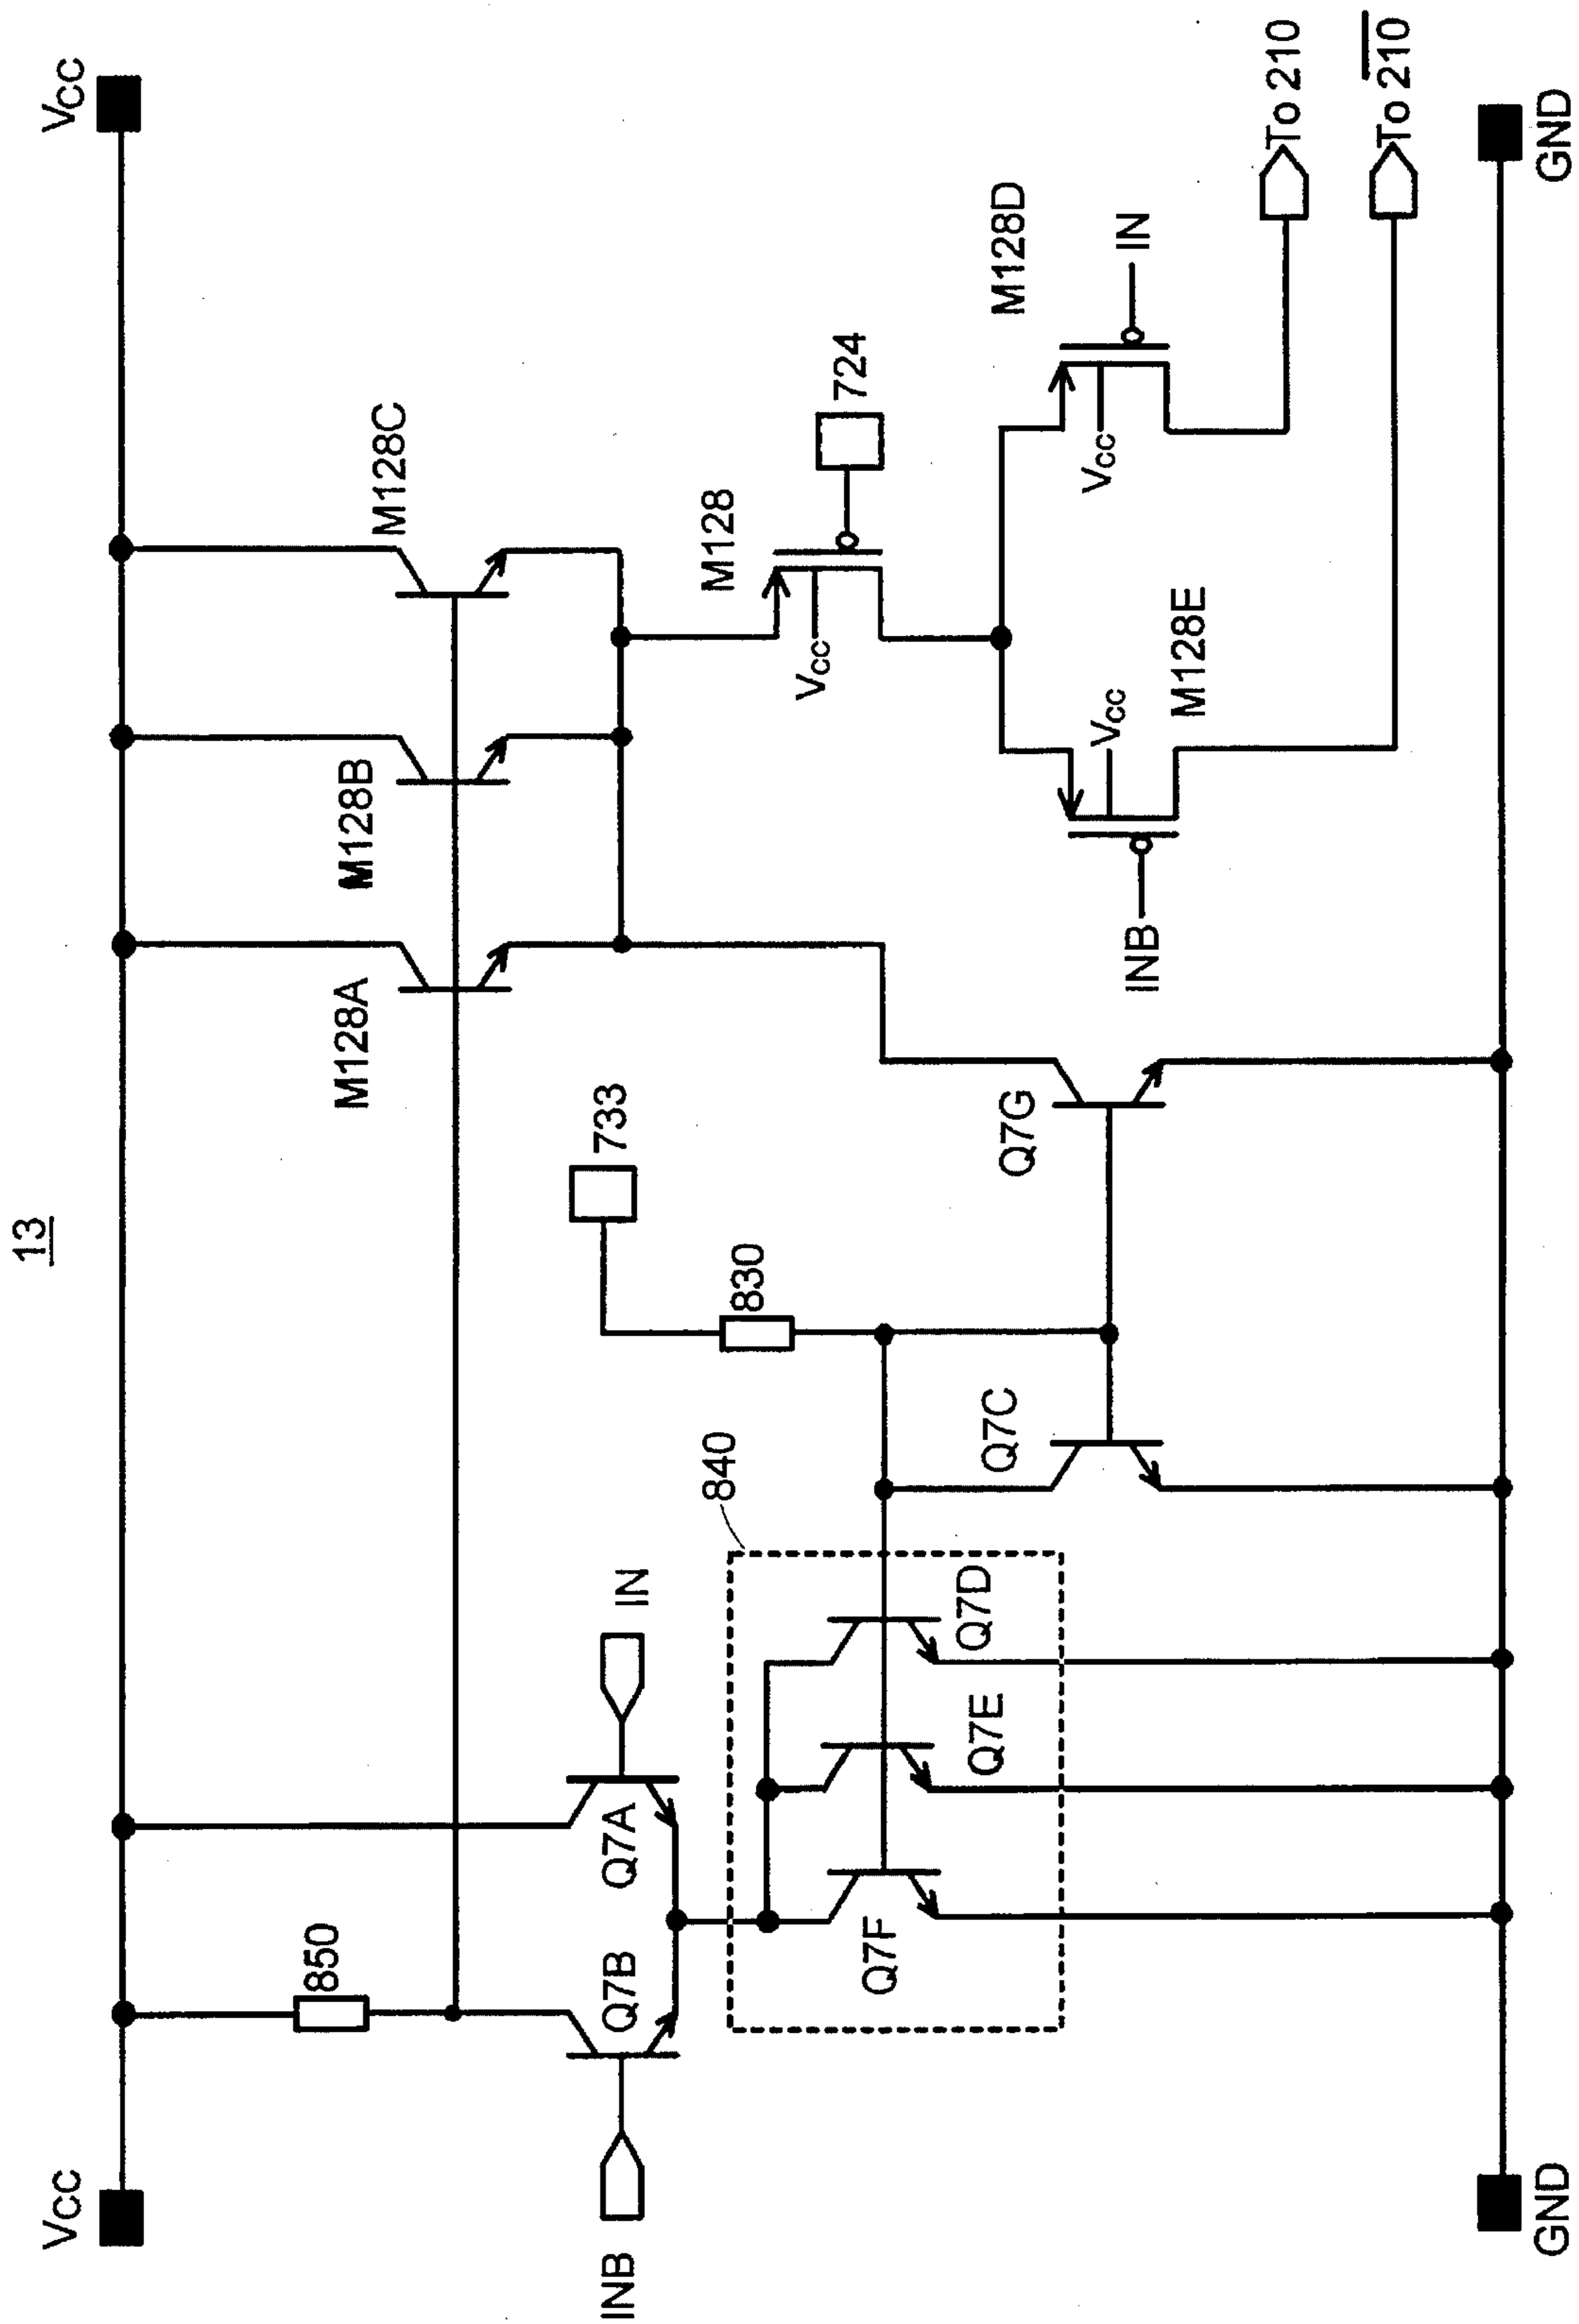 13
Vcc
Vcc
850
M128A
M128B
M128C
INB
Q7B
Q7A
IN
733
830
M128
724
Vcc
840
Q7F
Q7E
Q7D
Q7C
Q7G
INB
Vcc
M128E
Vcc
M128D
IN
To 210
To 210
GND
GND